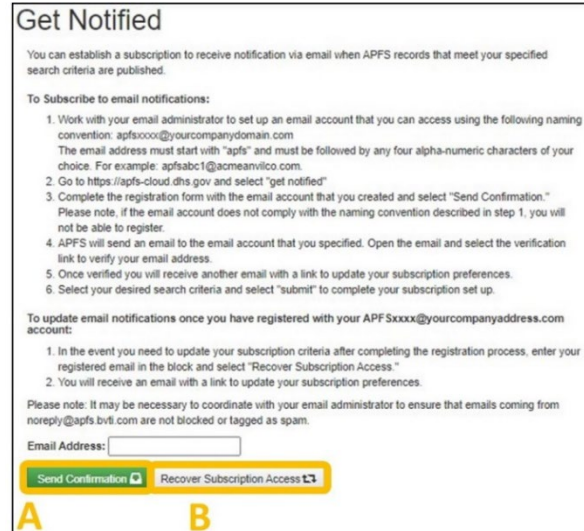 Get Notified
You can establish a subscription to receive notification via email when APFS records that meet your specified
search criteria are published.
To Subscribe to email notifications:
1. Work with your email administrator to set up an email account that you can access using the following naming
convention: apfsxxxx@yourcompanydomain.com
The email address must start with "apfs" and must be followed by any four alpha-numeric characters of your
choice. For example: apfsabc1@acmeanvilco.com.
2. Go to https://apfs-cloud.dhs.gov and select "get notified"
3. Complete the registration form with the email account that you created and select "Send Confirmation."
Please note, if the email account does not comply with the naming convention described in step 1, you will
not be able to register.
4. APFS will send an email to the email account that you specified. Open the email and select the verification
link to verify your email address.
5. Once verified you will receive another email with a link to update your subscription preferences.
6. Select your desired search criteria and select "submit" to complete your subscription set up.
To update email notifications once you have registered with your APFSxxxx@yourcompanyaddress.com
account:
1. In the event you need to update your subscription criteria after completing the registration process, enter your
registered email in the block and select "Recover Subscription Access."
2. You will receive an email with a link to update your subscription preferences.
Please note: It may be necessary to coordinate with your email administrator to ensure that emails coming from
noreply@apfs.bvti.com are not blocked or tagged as spam.
Email Address:
Send Confirmation Recover Subscription Access
A B